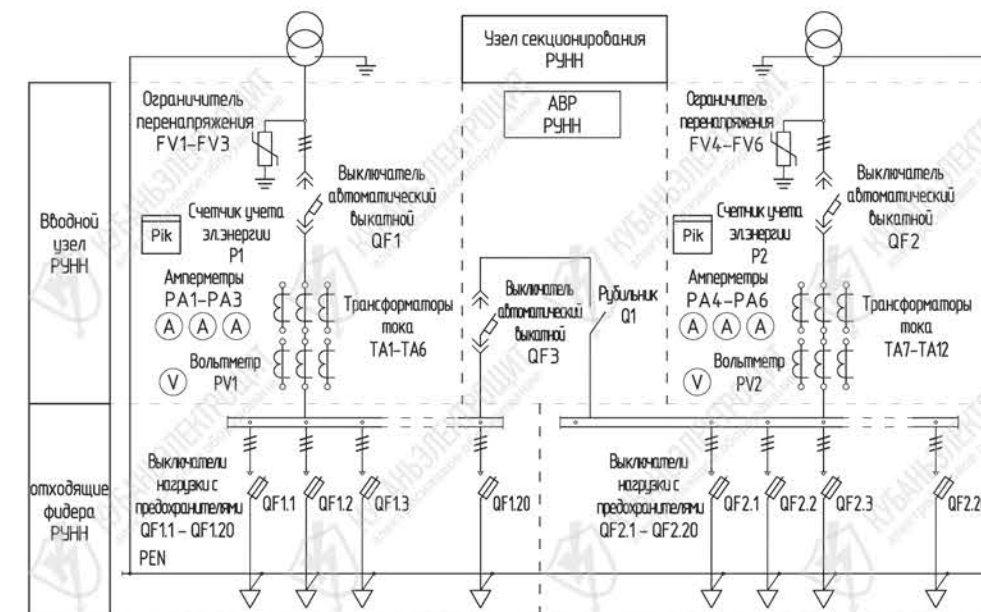 Узел секционирования
РУНН
АВР
РУНН
Вводной
узел
РУНН
Ограничитель
перенапряжения
FV1-FV3
Выключатель
автоматический
выкатной
QF1
Счетчик учета
эл.энергии
P1
Pik
Амперметры
PA1-PA3
A A A
Трансформаторы
тока
TA1-TA6
Вольтметр
PV1
V
Выключатель
автоматический
выкатной
QF3
Рубильник
Q1
Ограничитель
перенапряжения
FV4-FV6
Выключатель
автоматический
выкатной
QF2
Счетчик учета
эл.энергии
P2
Pik
Амперметры
PA4-PA6
A A A
Трансформаторы
тока
TA7-TA12
Вольтметр
PV2
V
отходящие
фидера
РУНН
Выключатели
нагрузки с
предохранителями
QF1.1 - QF1.20
PEN
QF1.1
QF1.2
QF1.3
QF1.20
Выключатели
нагрузки с
предохранителями
QF2.1 - QF2.20
QF2.1
QF2.2
QF2.3
QF2.20
КУБАНЬЭЛЕКТРОЩИТ